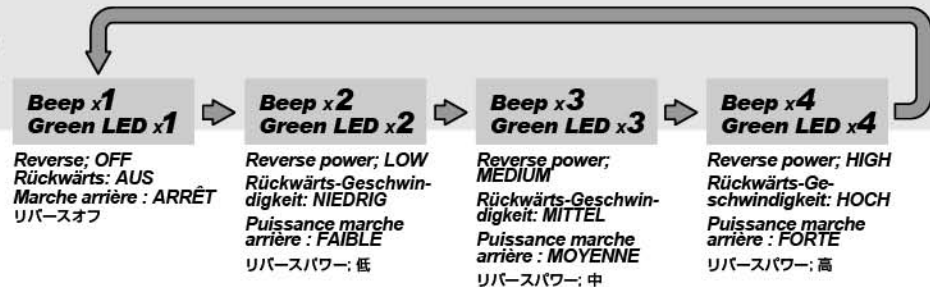 Beep x1
Green LED x1
Reverse; OFF
Rückwärts: AUS
Marche arrière : ARRÊT
リバースオフ
Beep x2
Green LED x2
Reverse power; LOW
Rückwärts-Geschwin-
digkeit: NIEDRIG
Puissance marche
arrière : FAIBLE
リバースパワー; 低
Beep x3
Green LED x3
Reverse power;
MEDIUM
Rückwärts-Geschwin-
digkeit: MITTEL
Puissance marche
arrière : MOYENNE
リバースパワー; 中
Beep x4
Green LED x4
Reverse power; HIGH
Rückwärts-Ge-
schwindigkeit: HOCH
Puissance marche
arrière : FORTE
リバースパワー; 高